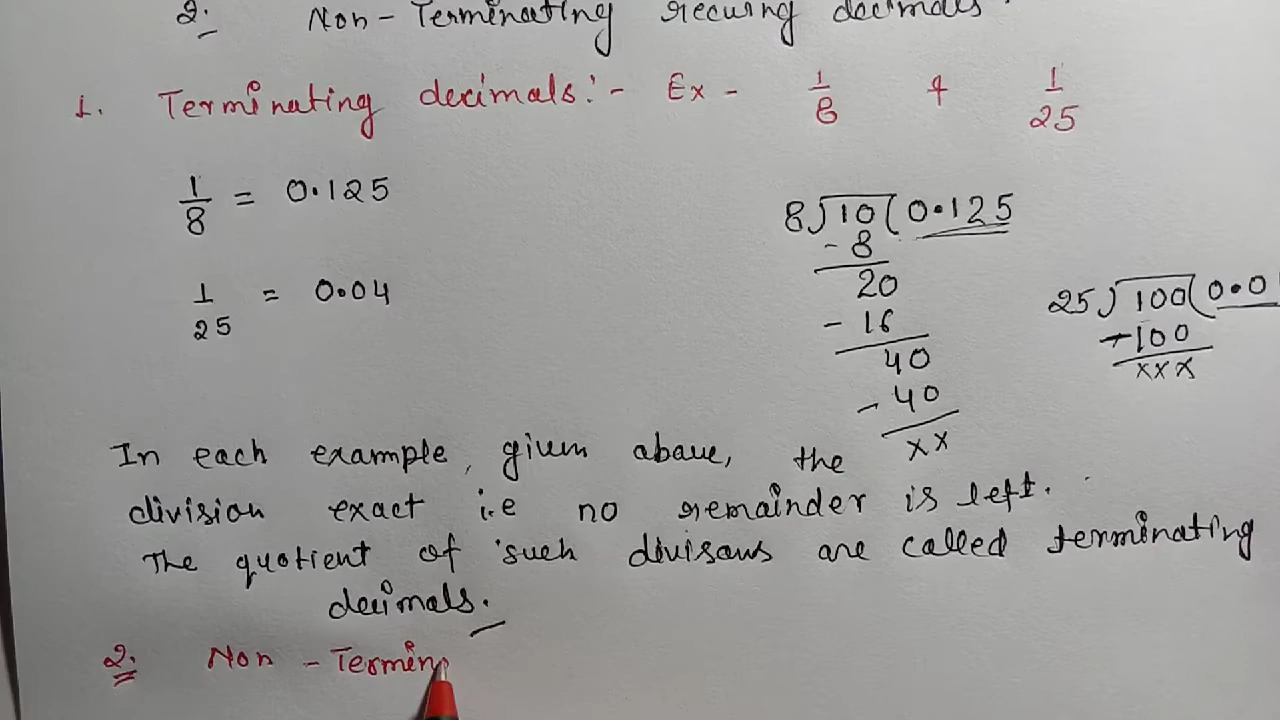 2. Non-Terminating recuring decimals.
1. Terminating decimals:- Ex - 1/8 & 1/25
1/8 = 0.125
1/25 = 0.04
8)10(0.125
- 8
20
- 16
40
- 40
xx
25)100(0.0
-100
xxx
In each example, given above, the
division exact i.e no remainder is left.
The quotient of such divisons are called terminating
decimals.
2. Non - Termin